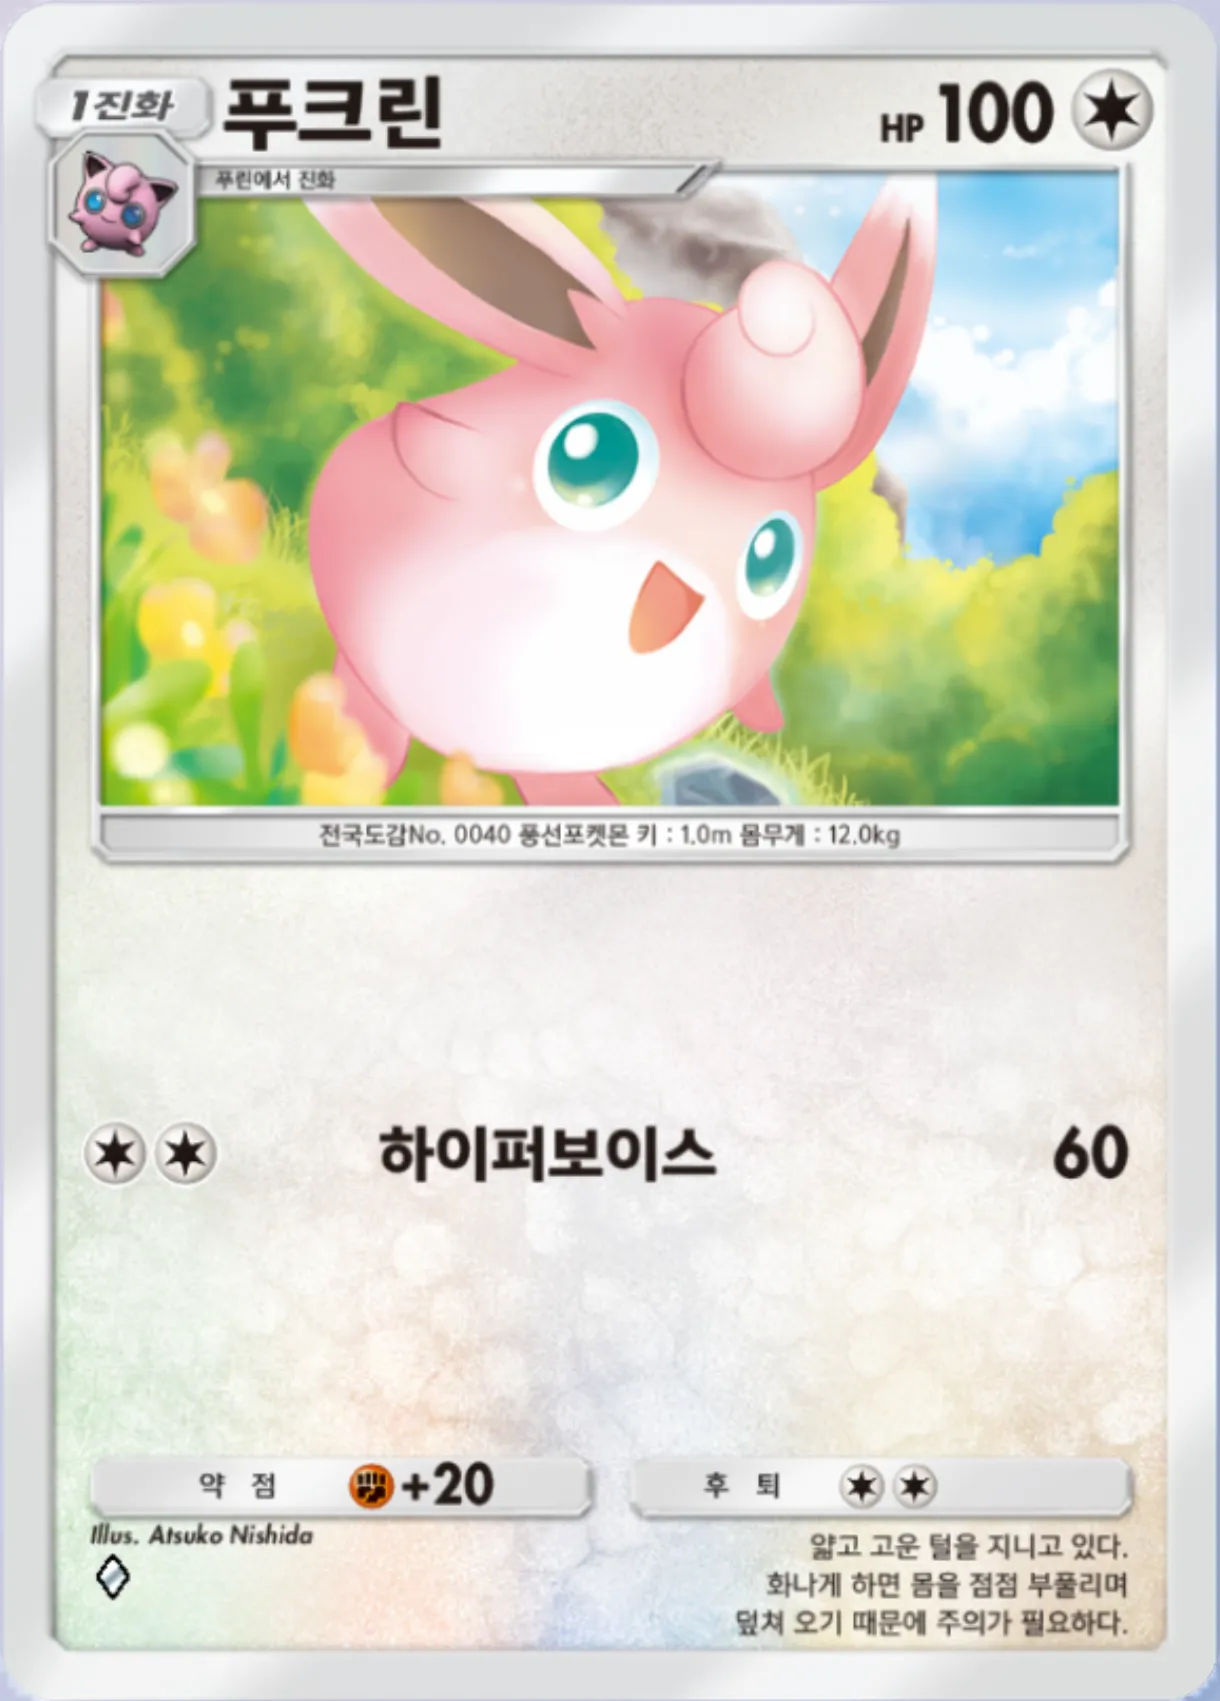 1진화 푸크린 HP 100
푸린에서 진화
전국도감No. 0040 풍선포켓몬 키 : 1.0m 몸무게 : 12.0kg
하이퍼보이스 60
약 점 +20 후 퇴
Illus. Atsuko Nishida
얇고 고운 털을 지니고 있다.
화나게 하면 몸을 점점 부풀리며
덮쳐 오기 때문에 주의가 필요하다.